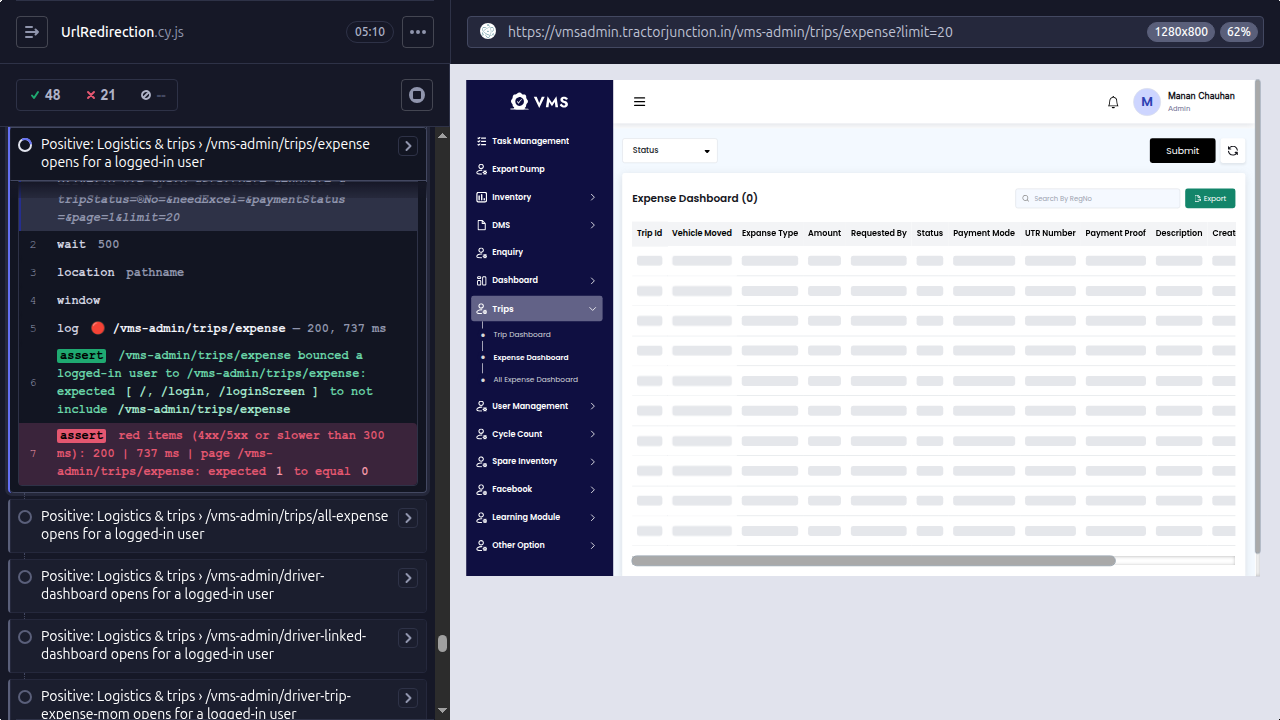 UrlRedirection.cy.js
05:10
https://vmsadmin.tractorjunction.in/vms-admin/trips/expense?limit=20
1280x800
62%
48
21
--
Positive: Logistics & trips › /vms-admin/trips/expense
opens for a logged-in user
tripStatus=@No=&needExcel=&paymentStatus
=&page=1&limit=20
2 wait 500
3 location pathname
4 window
5 log 🔴 /vms-admin/trips/expense — 200, 737 ms
6 assert /vms-admin/trips/expense bounced a
logged-in user to /vms-admin/trips/expense:
expected [ /, /login, /loginScreen ] to not
include /vms-admin/trips/expense
7 assert red items (4xx/5xx or slower than 300
ms): 200 | 737 ms | page /vms-
admin/trips/expense: expected 1 to equal 0
Positive: Logistics & trips › /vms-admin/trips/all-expense
opens for a logged-in user
Positive: Logistics & trips › /vms-admin/driver-
dashboard opens for a logged-in user
Positive: Logistics & trips › /vms-admin/driver-linked-
dashboard opens for a logged-in user
Positive: Logistics & trips › /vms-admin/driver-trip-
expense-mom opens for a logged-in user
VMS
Task Management
Export Dump
Inventory
DMS
Enquiry
Dashboard
Trips
Trip Dashboard
Expense Dashboard
All Expense Dashboard
User Management
Cycle Count
Spare Inventory
Facebook
Learning Module
Other Option
M
Manan Chauhan
Admin
Status
Submit
Expense Dashboard (0)
Search By RegNo
Export
Trip Id Vehicle Moved Expanse Type Amount Requested By Status Payment Mode UTR Number Payment Proof Description Creat